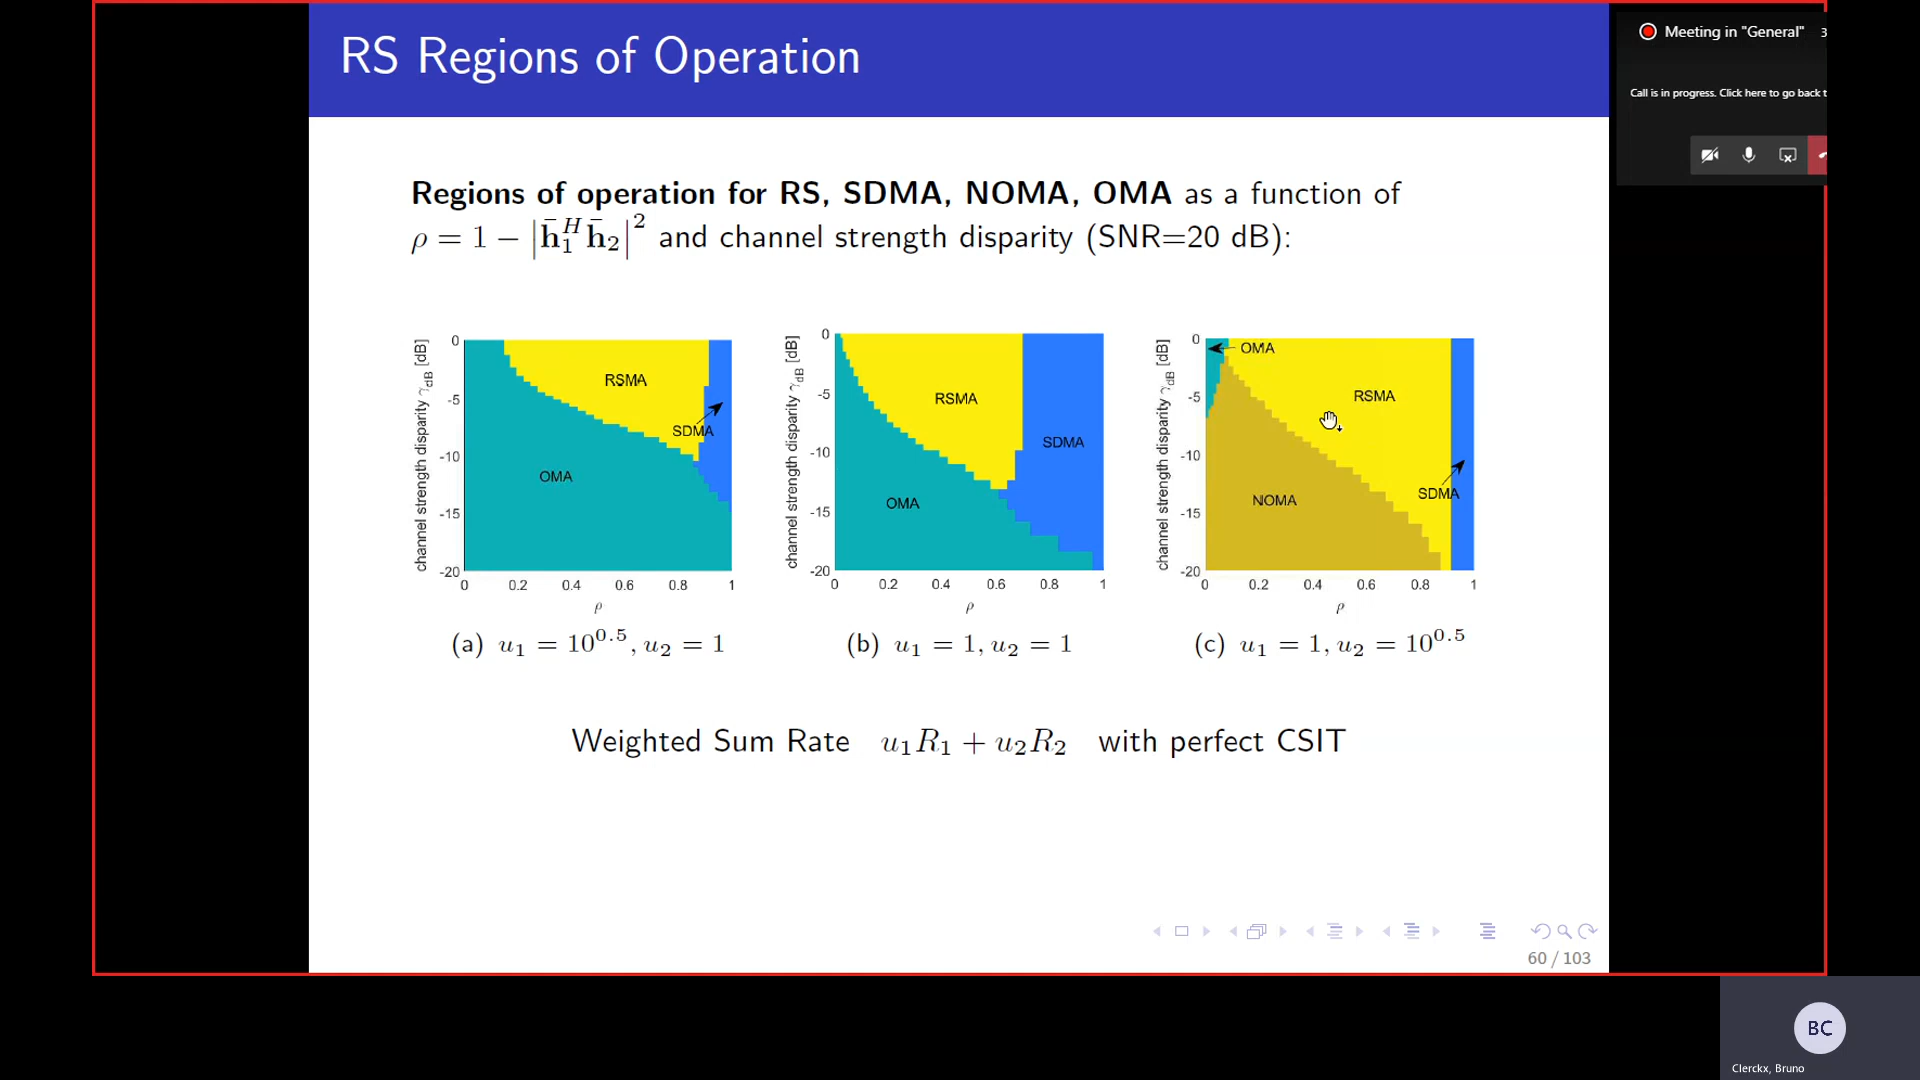 RS Regions of Operation
Meeting in "General" 3
Call is in progress. Click here to go back t
Regions of operation for RS, SDMA, NOMA, OMA as a function of
ρ = 1 − |h̄₁ᴴ h̄₂|² and channel strength disparity (SNR=20 dB):
channel strength disparity γdB [dB]
0
-5
-10
-15
-20
RSMA
SDMA
OMA
0 0.2 0.4 0.6 0.8 1
ρ
(a) u₁ = 10^0.5, u₂ = 1
channel strength disparity γdB [dB]
0
-5
-10
-15
-20
RSMA
SDMA
OMA
0 0.2 0.4 0.6 0.8 1
ρ
(b) u₁ = 1, u₂ = 1
channel strength disparity γdB [dB]
0
-5
-10
-15
-20
OMA
RSMA
SDMA
NOMA
0 0.2 0.4 0.6 0.8 1
ρ
(c) u₁ = 1, u₂ = 10^0.5
Weighted Sum Rate u₁R₁ + u₂R₂ with perfect CSIT
60 / 103
BC
Clerckx, Bruno